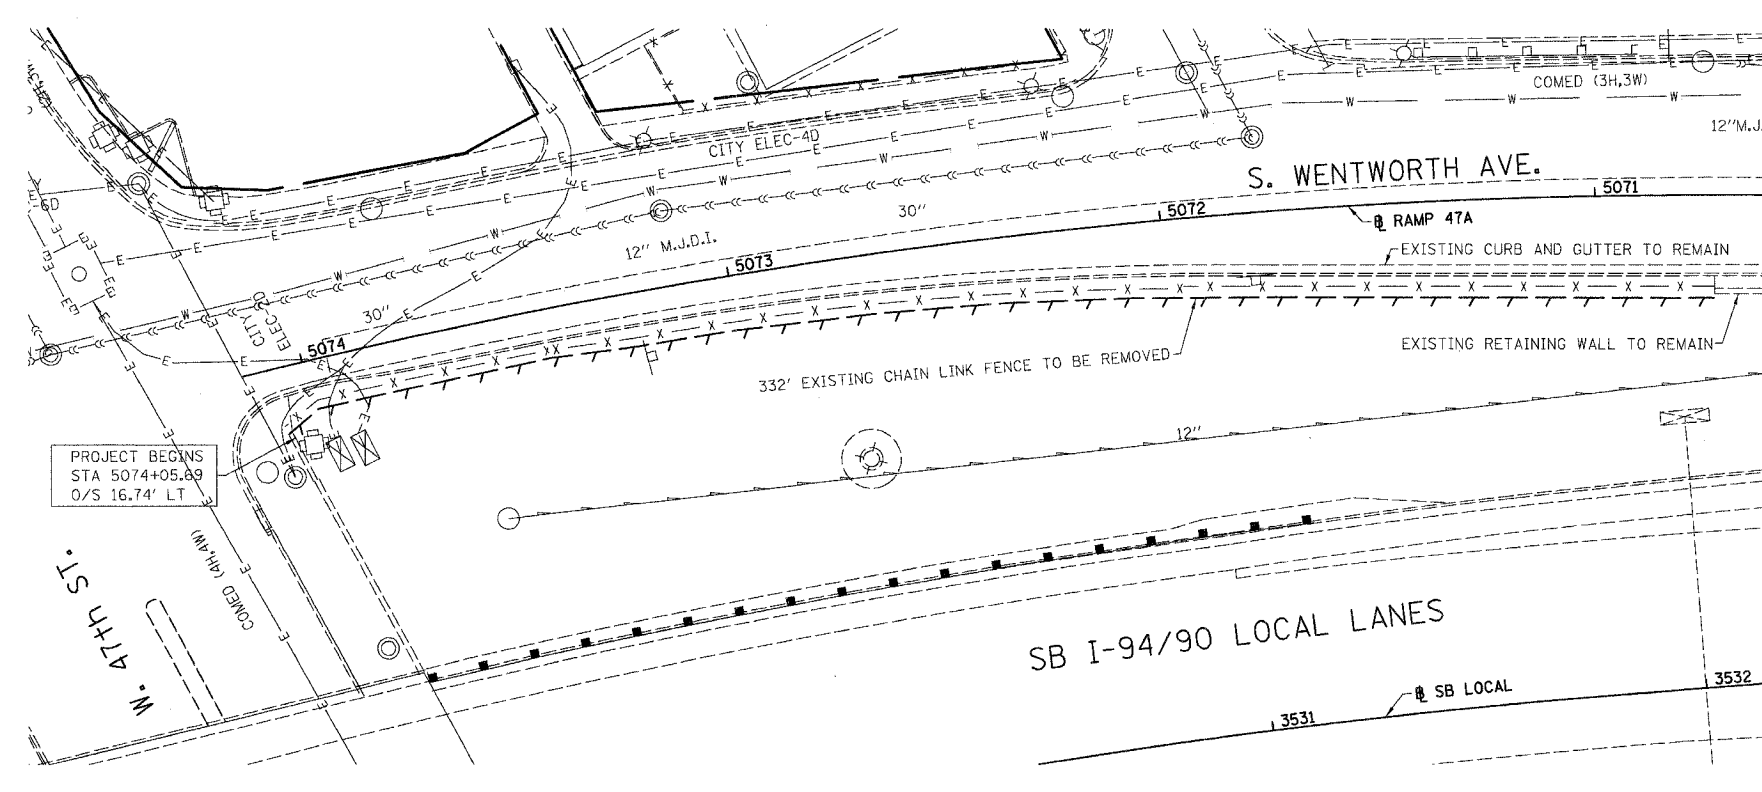 COMED (3H,3W)
12"M.J.
CITY ELEC-4D
S. WENTWORTH AVE.
5071
5072
30"
℄ RAMP 47A
12" M.J.D.I.
5073
EXISTING CURB AND GUTTER TO REMAIN
CITY
ELEC-2D
30"
5074
EXISTING RETAINING WALL TO REMAIN
332' EXISTING CHAIN LINK FENCE TO BE REMOVED
12"
PROJECT BEGINS
STA 5074+05.69
O/S 16.74' LT
COMED (4H,4W)
W. 47th ST.
SB I-94/90 LOCAL LANES
℄ SB LOCAL
3532
3531